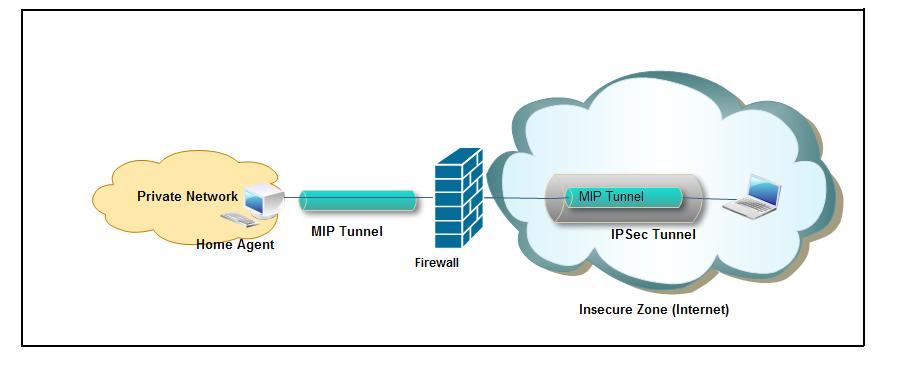 Private Network
Home Agent
MIP Tunnel
Firewall
MIP Tunnel
IPSec Tunnel
Insecure Zone (Internet)